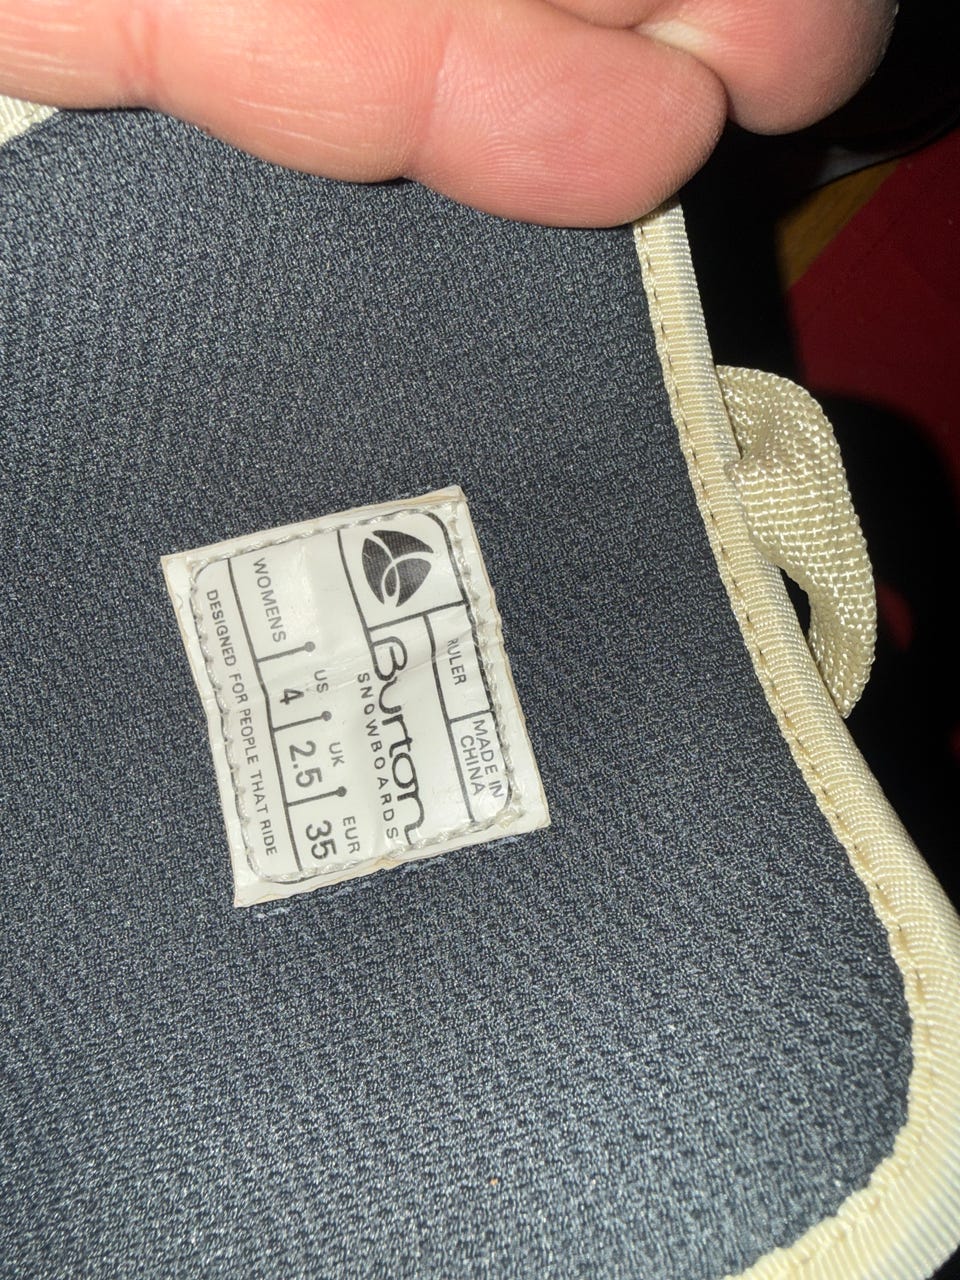 Burton
SNOWBOARDS
RULER
MADE IN
CHINA
WOMENS
US
UK
EUR
4
2.5
35
DESIGNED FOR PEOPLE THAT RIDE